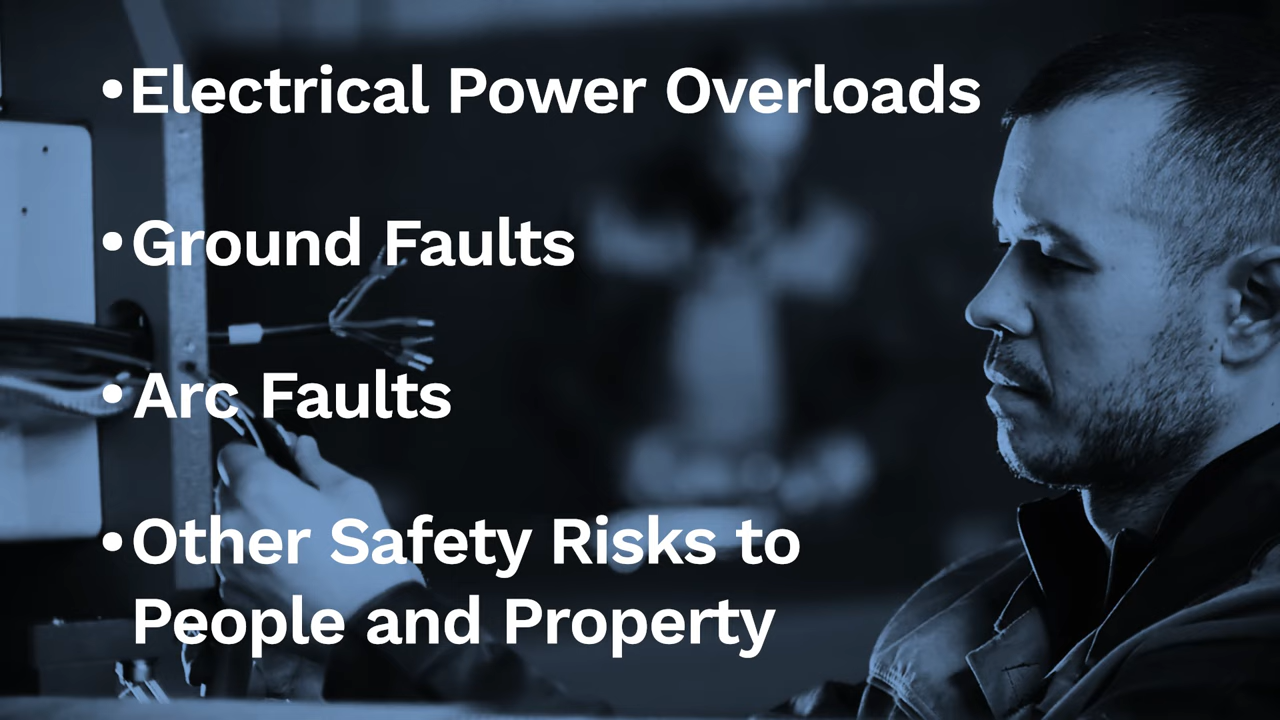 •Electrical Power Overloads
•Ground Faults
•Arc Faults
•Other Safety Risks to
People and Property